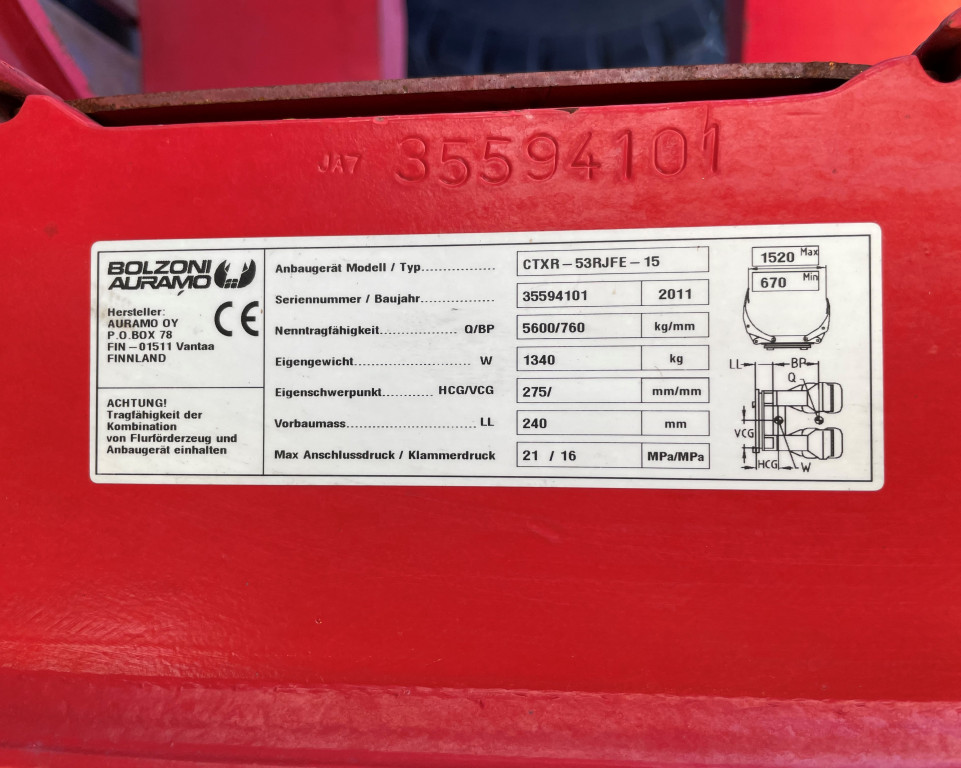 JA7 35594101
BOLZONI
AURAMO
CE
Hersteller:
AURAMO OY
P.O.BOX 78
FIN – 01511 Vantaa
FINNLAND
ACHTUNG!
Tragfähigkeit der
Kombination
von Flurförderzeug und
Anbaugerät einhalten
Anbaugerät Modell / Typ.................. CTXR – 53RJFE – 15
Seriennummer / Baujahr.................. 35594101 2011
Nenntragfähigkeit.................. Q/BP 5600/760 kg/mm
Eigengewicht.................. W 1340 kg
Eigenschwerpunkt............ HCG/VCG 275/ mm/mm
Vorbaumass.................. LL 240 mm
Max Anschlussdruck / Klammerdruck 21 / 16 MPa/MPa
1520 Max
670 Min
LL BP
Q
VCG
HCG W